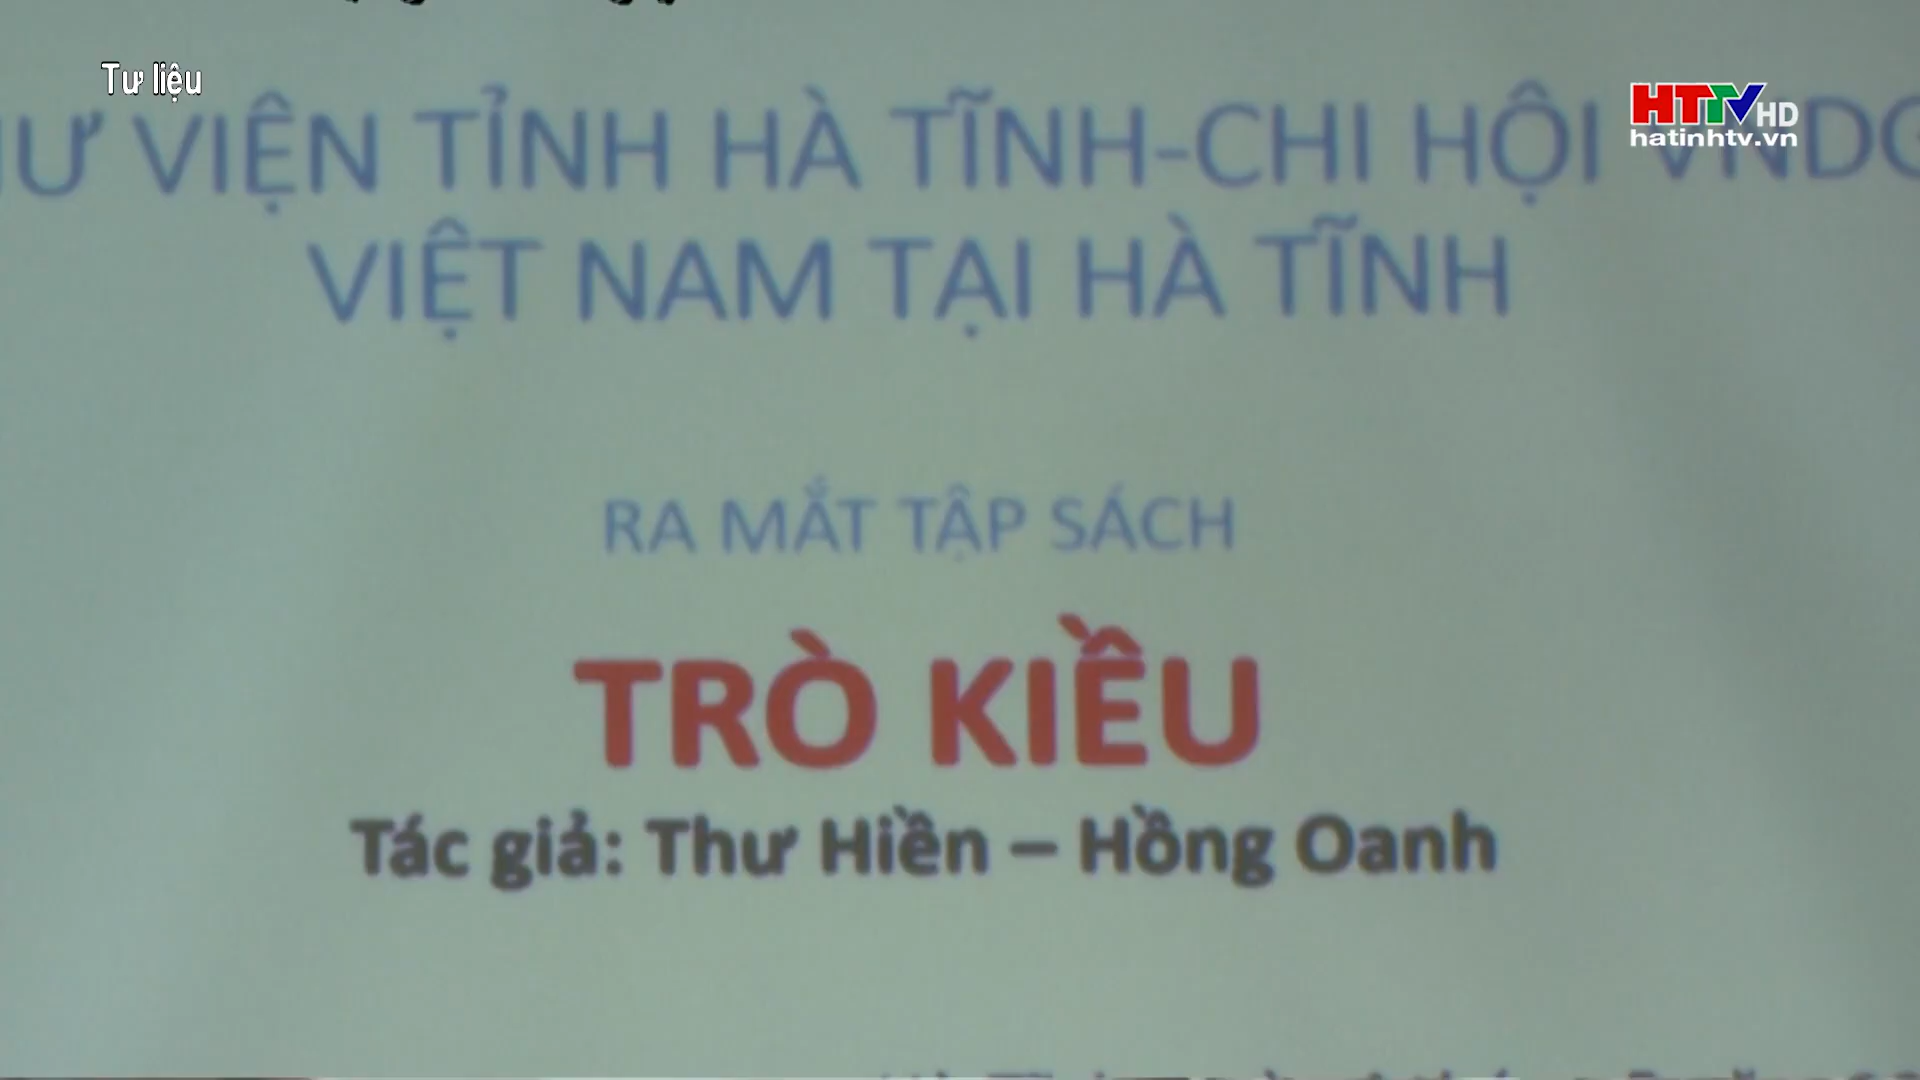 Tư liệu
HTTV HD
hatinhtv.vn
VIỆN TỈNH HÀ TĨNH-CHI HỘI VNDG
VIỆT NAM TẠI HÀ TĨNH
RA MẮT TẬP SÁCH
TRÒ KIỀU
Tác giả: Thư Hiền – Hồng Oanh